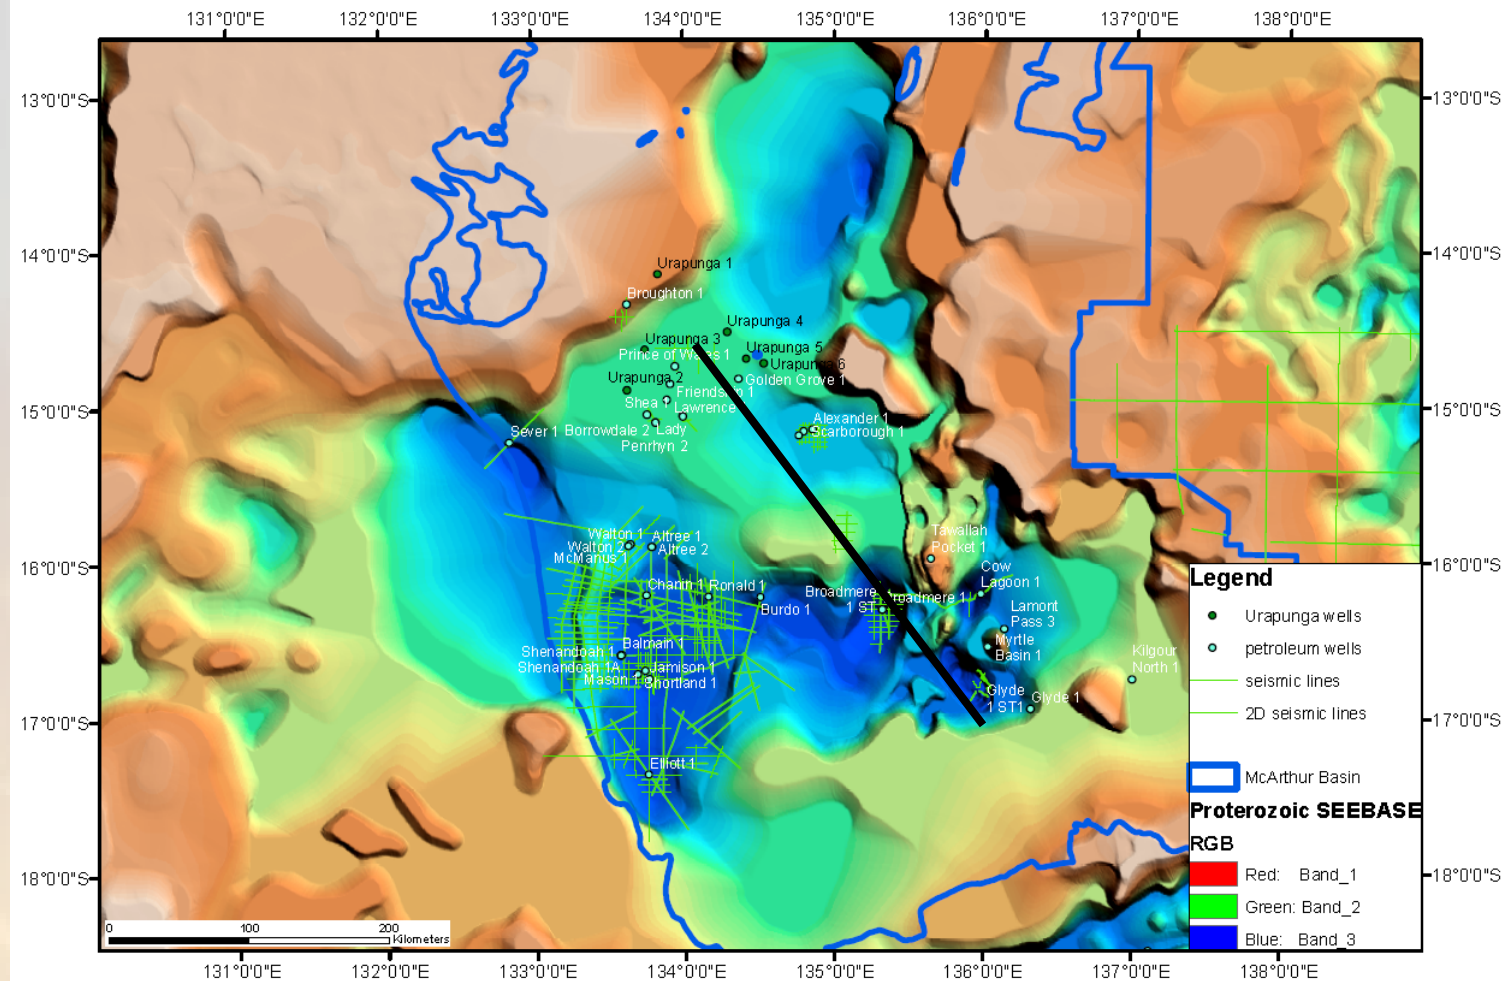 131°0'0"E
132°0'0"E
133°0'0"E
134°0'0"E
135°0'0"E
136°0'0"E
137°0'0"E
138°0'0"E
13°0'0"S
13°0'0"S
14°0'0"S
14°0'0"S
Urapunga 1
Broughton 1
Urapunga 4
Urapunga 3
Urapunga 5
Prince of Wales 1
Urapunga 6
Urapunga 2
Golden Grove 1
Friendship 1
Shea 1
Lawrence
15°0'0"S
15°0'0"S
Alexander 1
Sever 1
Borrowdale 2
Lady
Scarborough 1
Penrhyn 2
Walton 1
Altree 1
Tawallah
Pocket 1
Walton 2
Altree 2
McManus 1
16°0'0"S
16°0'0"S
Cow
Lagoon 1
Chanin 1
Ronald 1
Broadmere
1 ST
Broadmere 1
Burdo 1
Lamont
Pass 3
Balmain 1
Myrtle
Basin 1
Shenandoah 1
Shenandoah 1A
Jamison 1
Mason 1
Shortland 1
Kilgour
North 1
Glyde
1 ST1
Glyde 1
17°0'0"S
17°0'0"S
Elliott 1
18°0'0"S
18°0'0"S
Legend
Urapunga wells
petroleum wells
seismic lines
2D seismic lines
McArthur Basin
Proterozoic SEEBASE
RGB
Red: Band_1
Green: Band_2
Blue: Band_3
0
100
200
Kilometers
131°0'0"E
132°0'0"E
133°0'0"E
134°0'0"E
135°0'0"E
136°0'0"E
137°0'0"E
138°0'0"E